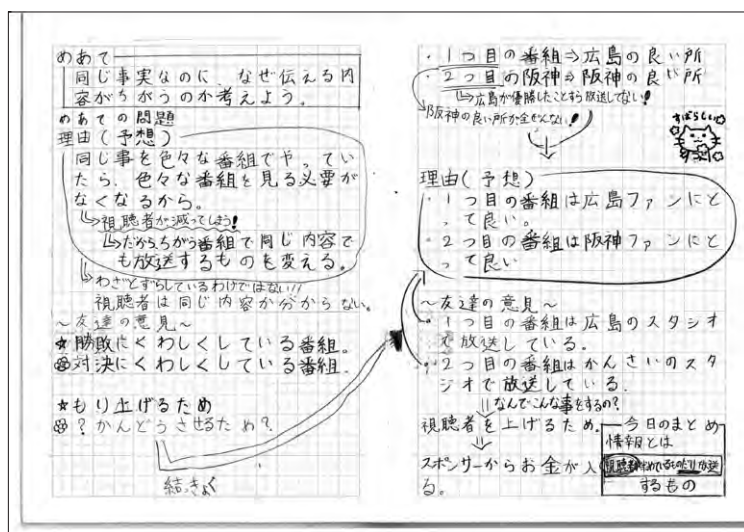 めあて
同じ事実なのに、なぜ伝える内
容がちがうのか考えよう。
めあての問題
理由(予想)
同じ事を色々な番組でやってい
たら、色々な番組を見る必要が
なくなるから。
↳視聴者が減ってしまう!
↳だからちがう番組で同じ内容で
も放送するものを変える。
↳わざとずらしているわけではない!!
視聴者は同じ内容か分からない。
〜友達の意見〜
☆勝敗にくわしくしている番組。
対決にくわしくしている番組.
☆もり上げるため
?かんどうさせるため?
結っきょく
・1つ目の番組⇒広島の良い所
・2つ目の阪神⇒阪神の良い所
↳広島が優勝したことすら放送してない!
→阪神の良い所か全ぜんない!
すばらしい
理由(予想)
・1つ目の番組は広島ファンにと
って良い。
・2つ目の番組は阪神ファンにと
って良い
〜友達の意見〜
・1つ目の番組は広島のスタジオ
で放送している。
・2つ目の番組はかんさいのスタ
ジオで放送している.
なんでこんな事をするの?
視聴者を上げるため.
スポンサーからお金が入
る。
今日のまとめ
情報とは
視聴者
するもの